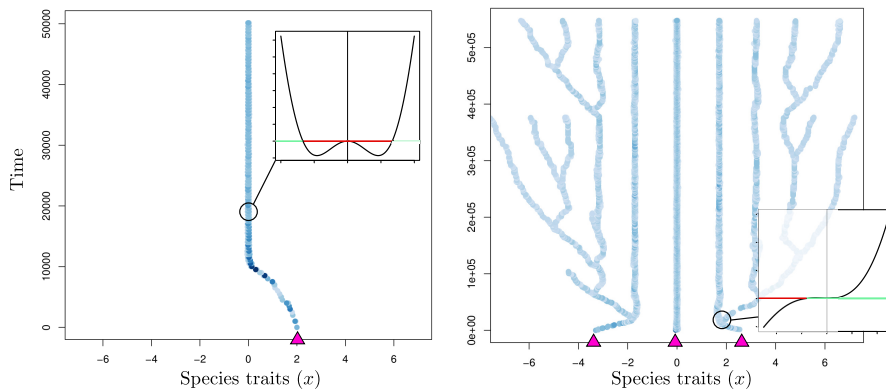 Time
50000
40000
30000
20000
10000
0
-6 -4 -2 0 2 4 6
Species traits (x)
5e+05
4e+05
3e+05
2e+05
1e+05
0e+00
-6 -4 -2 0 2 4 6
Species traits (x)